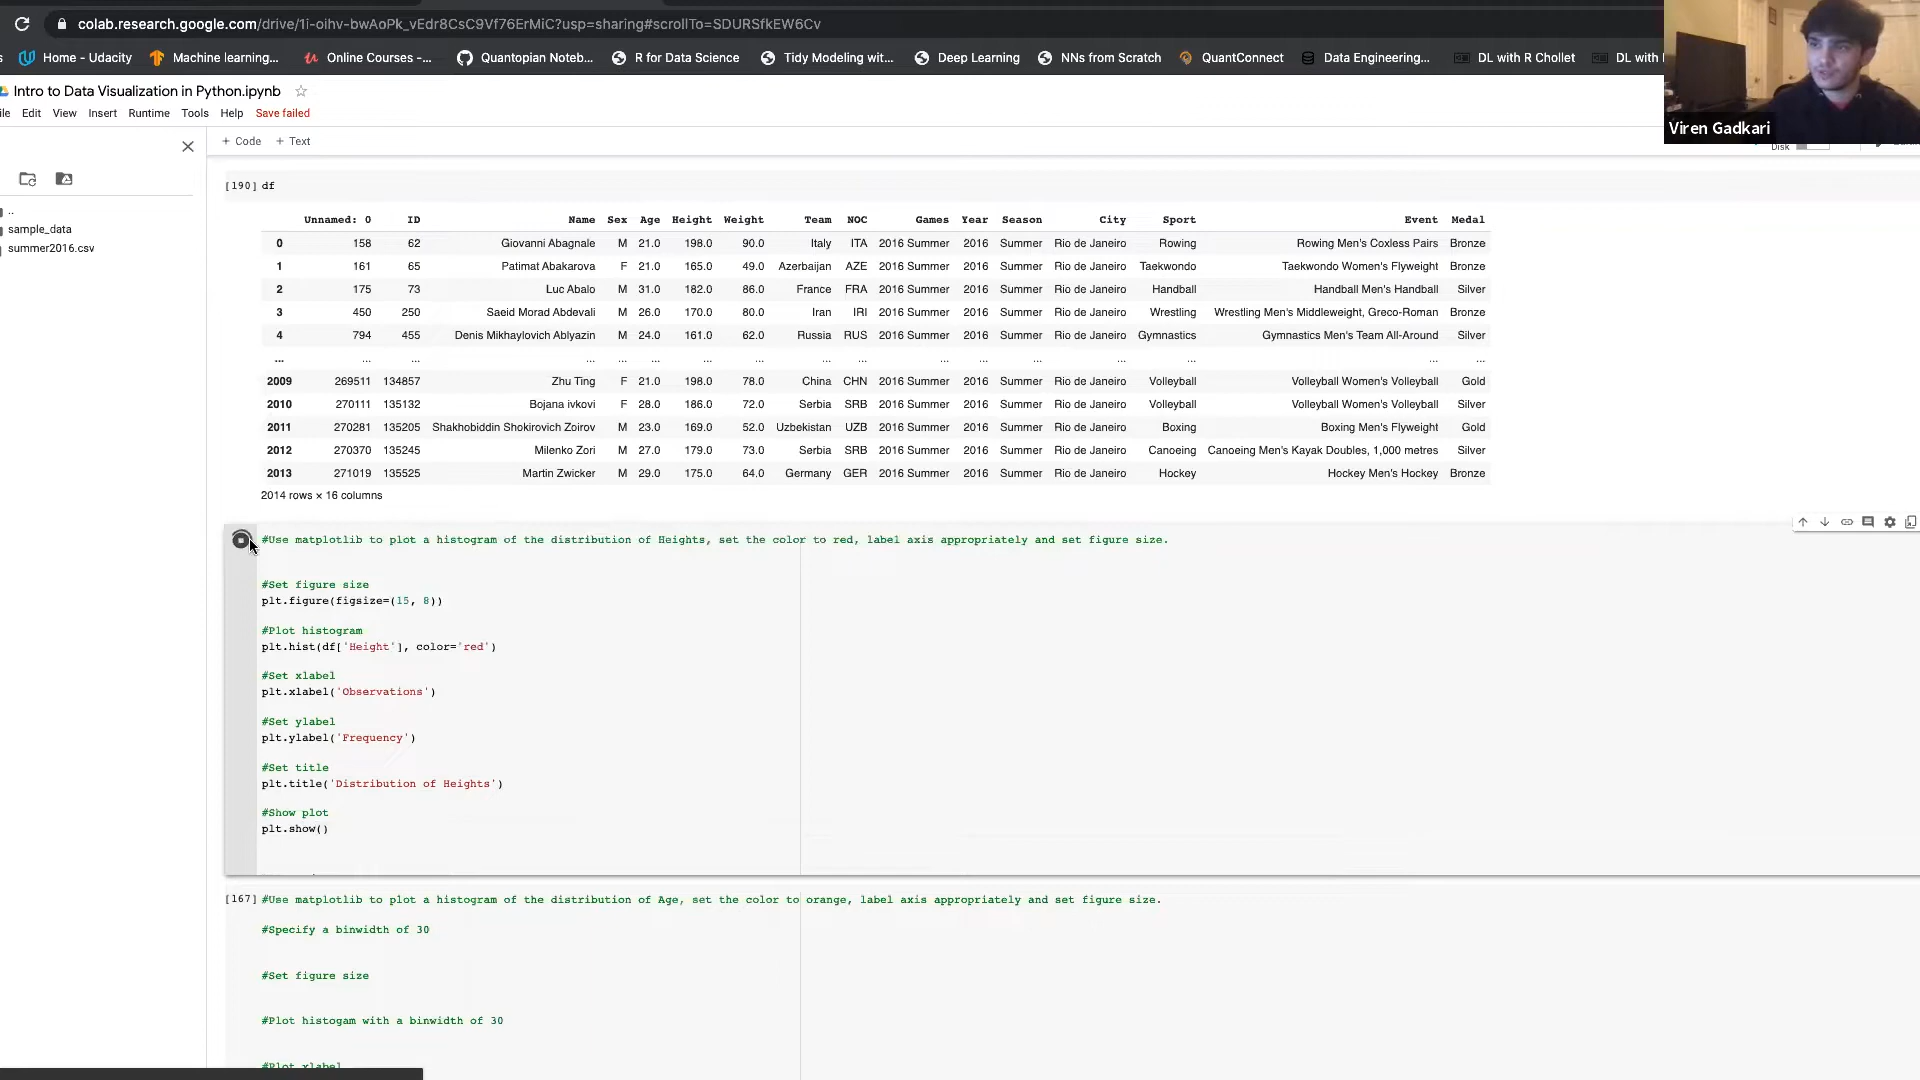 colab.research.google.com/drive/1i-oihv-bwAoPk_vEdr8CsC9Vf76ErMiC?usp=sharing#scrollTo=SDURSfkEW6Cv
Home - Udacity Machine learning... Online Courses -... Quantopian Noteb... R for Data Science Tidy Modeling wit... Deep Learning NNs from Scratch QuantConnect Data Engineering... DL with R Chollet DL with
Intro to Data Visualization in Python.ipynb
ile Edit View Insert Runtime Tools Help Save failed
Viren Gadkari
+ Code + Text
Disk
..
sample_data
summer2016.csv
[190] df
Unnamed: 0 ID Name Sex Age Height Weight Team NOC Games Year Season City Sport Event Medal
0 158 62 Giovanni Abagnale M 21.0 198.0 90.0 Italy ITA 2016 Summer 2016 Summer Rio de Janeiro Rowing Rowing Men's Coxless Pairs Bronze
1 161 65 Patimat Abakarova F 21.0 165.0 49.0 Azerbaijan AZE 2016 Summer 2016 Summer Rio de Janeiro Taekwondo Taekwondo Women's Flyweight Bronze
2 175 73 Luc Abalo M 31.0 182.0 86.0 France FRA 2016 Summer 2016 Summer Rio de Janeiro Handball Handball Men's Handball Silver
3 450 250 Saeid Morad Abdevali M 26.0 170.0 80.0 Iran IRI 2016 Summer 2016 Summer Rio de Janeiro Wrestling Wrestling Men's Middleweight, Greco-Roman Bronze
4 794 455 Denis Mikhaylovich Ablyazin M 24.0 161.0 62.0 Russia RUS 2016 Summer 2016 Summer Rio de Janeiro Gymnastics Gymnastics Men's Team All-Around Silver
... ... ... ... ... ... ... ... ... ... ... ... ... ... ... ... ...
2009 269511 134857 Zhu Ting F 21.0 198.0 78.0 China CHN 2016 Summer 2016 Summer Rio de Janeiro Volleyball Volleyball Women's Volleyball Gold
2010 270111 135132 Bojana ivkovi F 28.0 186.0 72.0 Serbia SRB 2016 Summer 2016 Summer Rio de Janeiro Volleyball Volleyball Women's Volleyball Silver
2011 270281 135205 Shakhobiddin Shokirovich Zoirov M 23.0 169.0 52.0 Uzbekistan UZB 2016 Summer 2016 Summer Rio de Janeiro Boxing Boxing Men's Flyweight Gold
2012 270370 135245 Milenko Zori M 27.0 179.0 73.0 Serbia SRB 2016 Summer 2016 Summer Rio de Janeiro Canoeing Canoeing Men's Kayak Doubles, 1,000 metres Silver
2013 271019 135525 Martin Zwicker M 29.0 175.0 64.0 Germany GER 2016 Summer 2016 Summer Rio de Janeiro Hockey Hockey Men's Hockey Bronze
2014 rows × 16 columns
#Use matplotlib to plot a histogram of the distribution of Heights, set the color to red, label axis appropriately and set figure size.
#Set figure size
plt.figure(figsize=(15, 8))
#Plot histogram
plt.hist(df['Height'], color='red')
#Set xlabel
plt.xlabel('Observations')
#Set ylabel
plt.ylabel('Frequency')
#Set title
plt.title('Distribution of Heights')
#Show plot
plt.show()
[167] #Use matplotlib to plot a histogram of the distribution of Age, set the color to orange, label axis appropriately and set figure size.
#Specify a binwidth of 30
#Set figure size
#Plot histogam with a binwidth of 30
#Plot xlabel